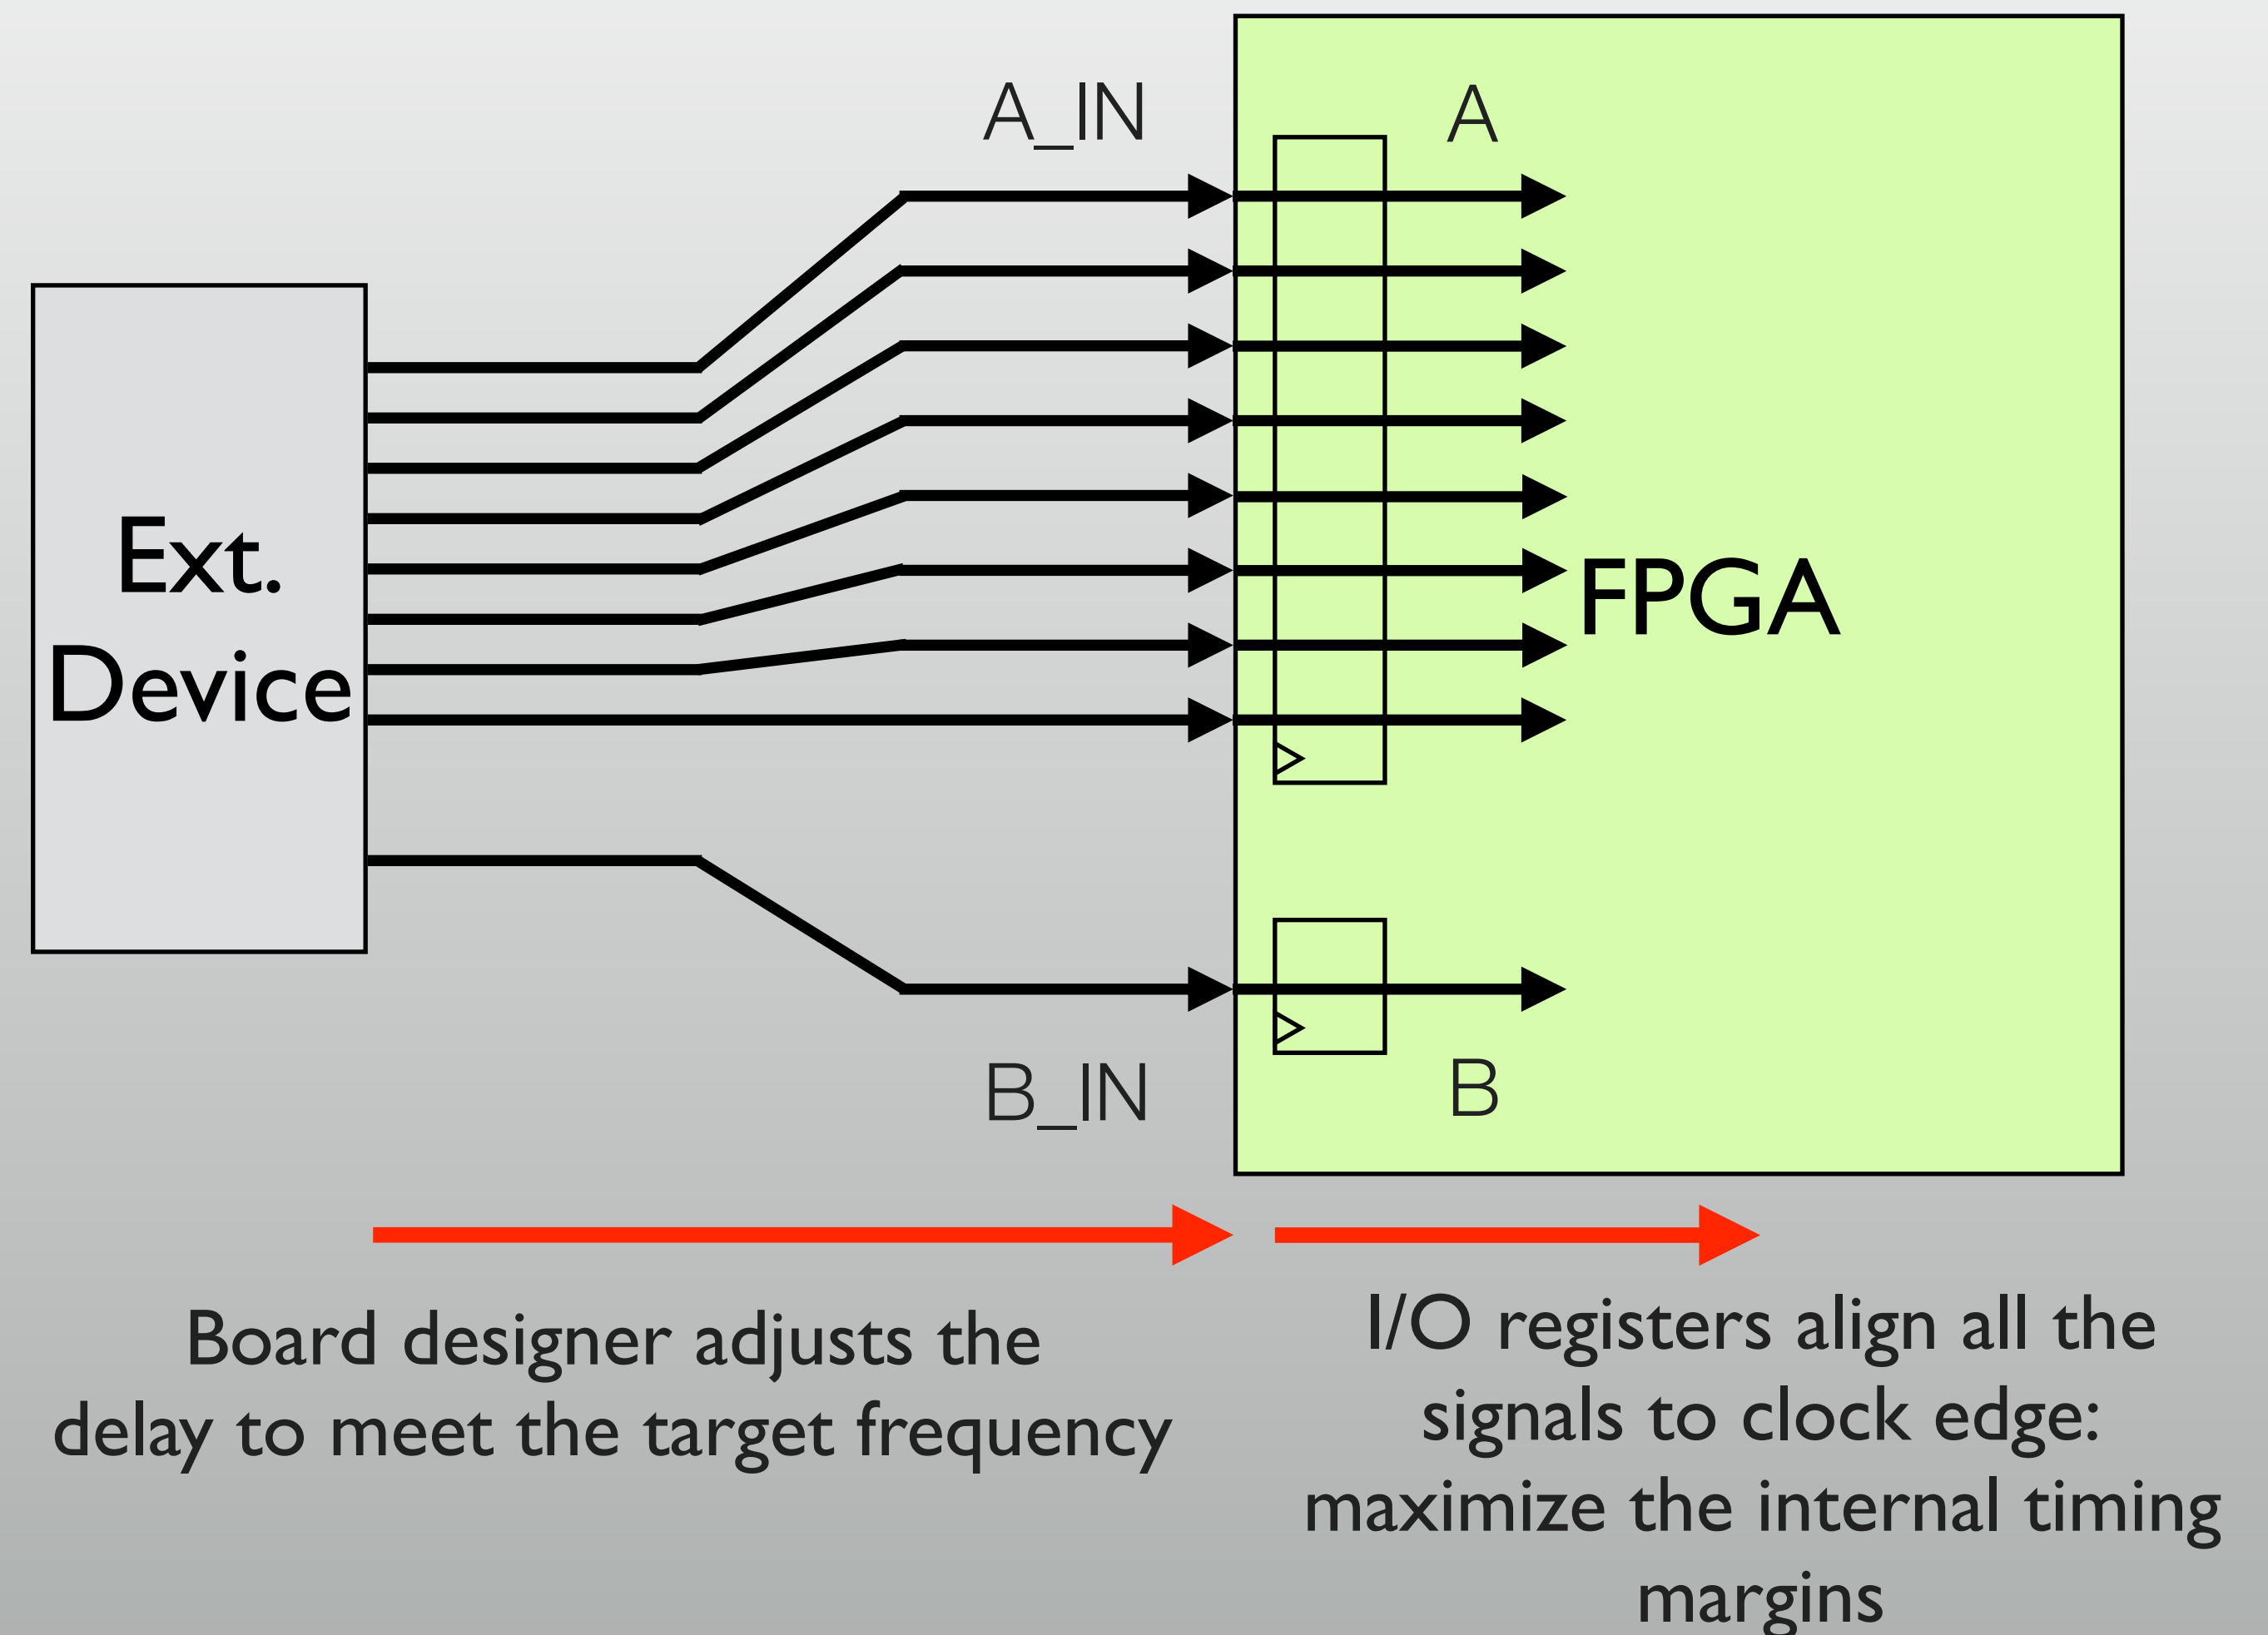 A_IN
A
Ext.
Device
FPGA
B_IN
B
Board designer adjusts the
delay to meet the target frequency
I/O registers align all the
signals to clock edge:
maximize the internal timing
margins